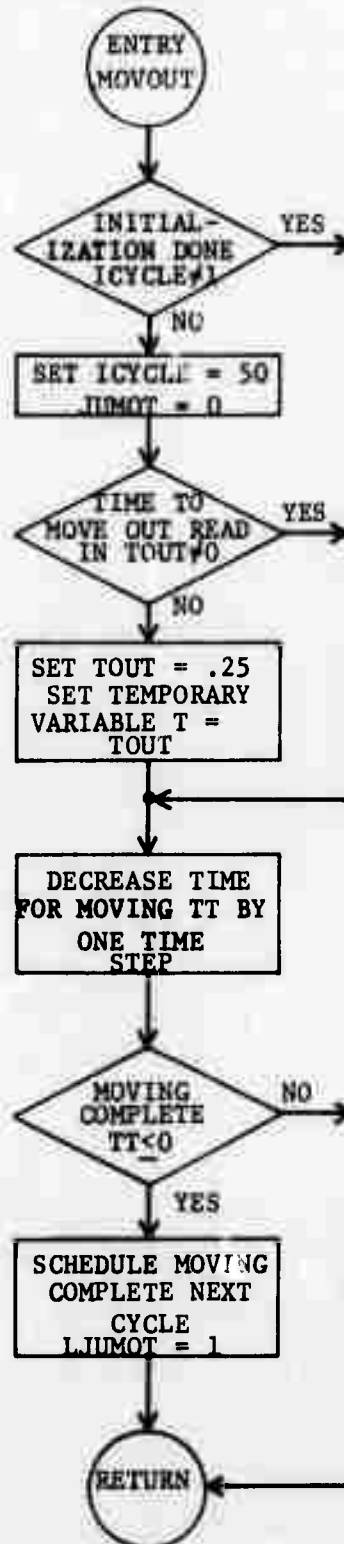 ENTRY
MOVOUT
INITIAL-
IZATION DONE
ICYCLE≠1
YES
NO
SET ICYCLE = 50
JUMOT = 0
TIME TO
MOVE OUT READ
IN TOUT≠0
YES
NO
SET TOUT = .25
SET TEMPORARY
VARIABLE T =
TOUT
DECREASE TIME
FOR MOVING TT BY
ONE TIME
STEP
MOVING
COMPLETE
TT≤0
NO
YES
SCHEDULE MOVING
COMPLETE NEXT
CYCLE
LJUMOT = 1
RETURN